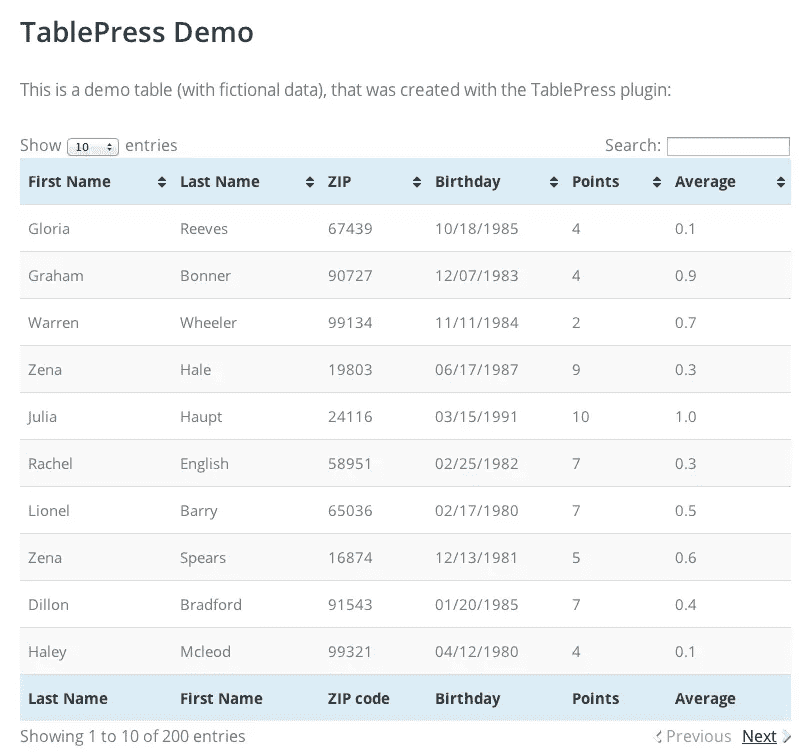 TablePress Demo
This is a demo table (with fictional data), that was created with the TablePress plugin:
Show 10 entries Search:
First Name Last Name ZIP Birthday Points Average
Gloria Reeves 67439 10/18/1985 4 0.1
Graham Bonner 90727 12/07/1983 4 0.9
Warren Wheeler 99134 11/11/1984 2 0.7
Zena Hale 19803 06/17/1987 9 0.3
Julia Haupt 24116 03/15/1991 10 1.0
Rachel English 58951 02/25/1982 7 0.3
Lionel Barry 65036 02/17/1980 7 0.5
Zena Spears 16874 12/13/1981 5 0.6
Dillon Bradford 91543 01/20/1985 7 0.4
Haley Mcleod 99321 04/12/1980 4 0.1
Last Name First Name ZIP code Birthday Points Average
Showing 1 to 10 of 200 entries Previous Next